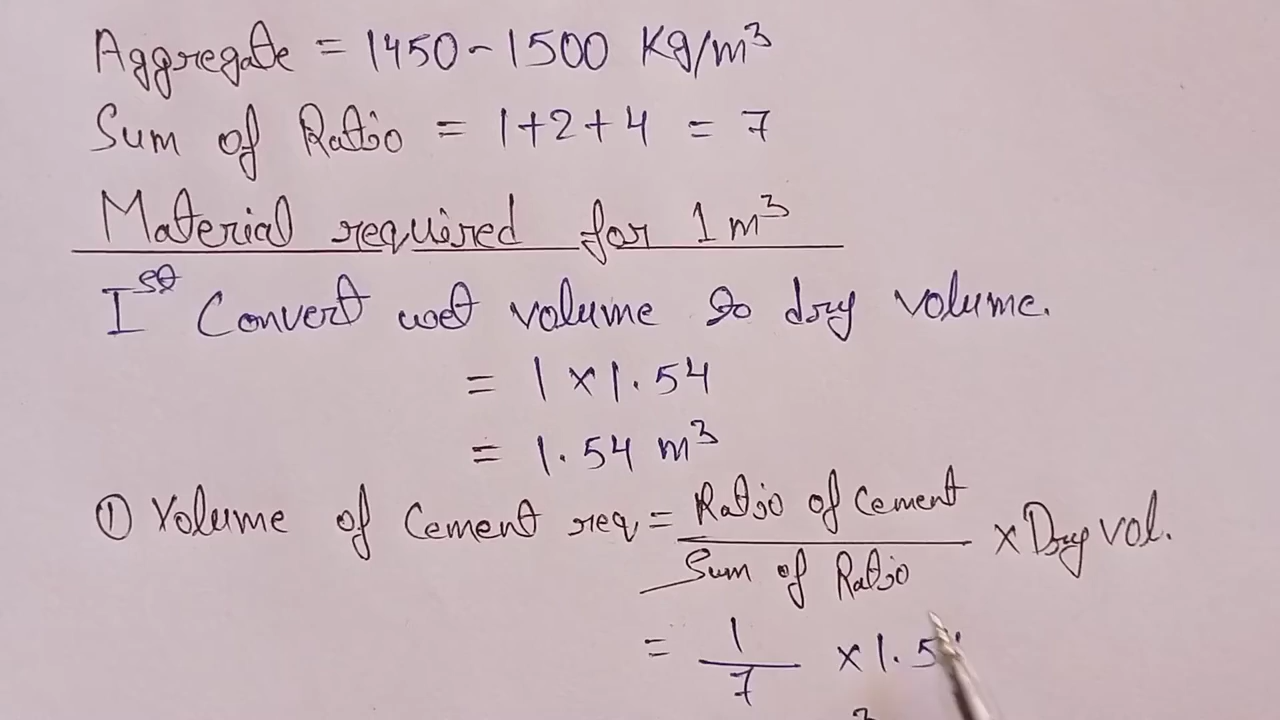 Aggregate = 1450-1500 Kg/m³
Sum of Ratio = 1+2+4 = 7
Material required for 1m³
Ist Convert wet volume to dry volume.
= 1 × 1.54
= 1.54 m³
① Volume of Cement req = Ratio of Cement / Sum of Ratio × Dry vol.
= 1/7 × 1.5
3